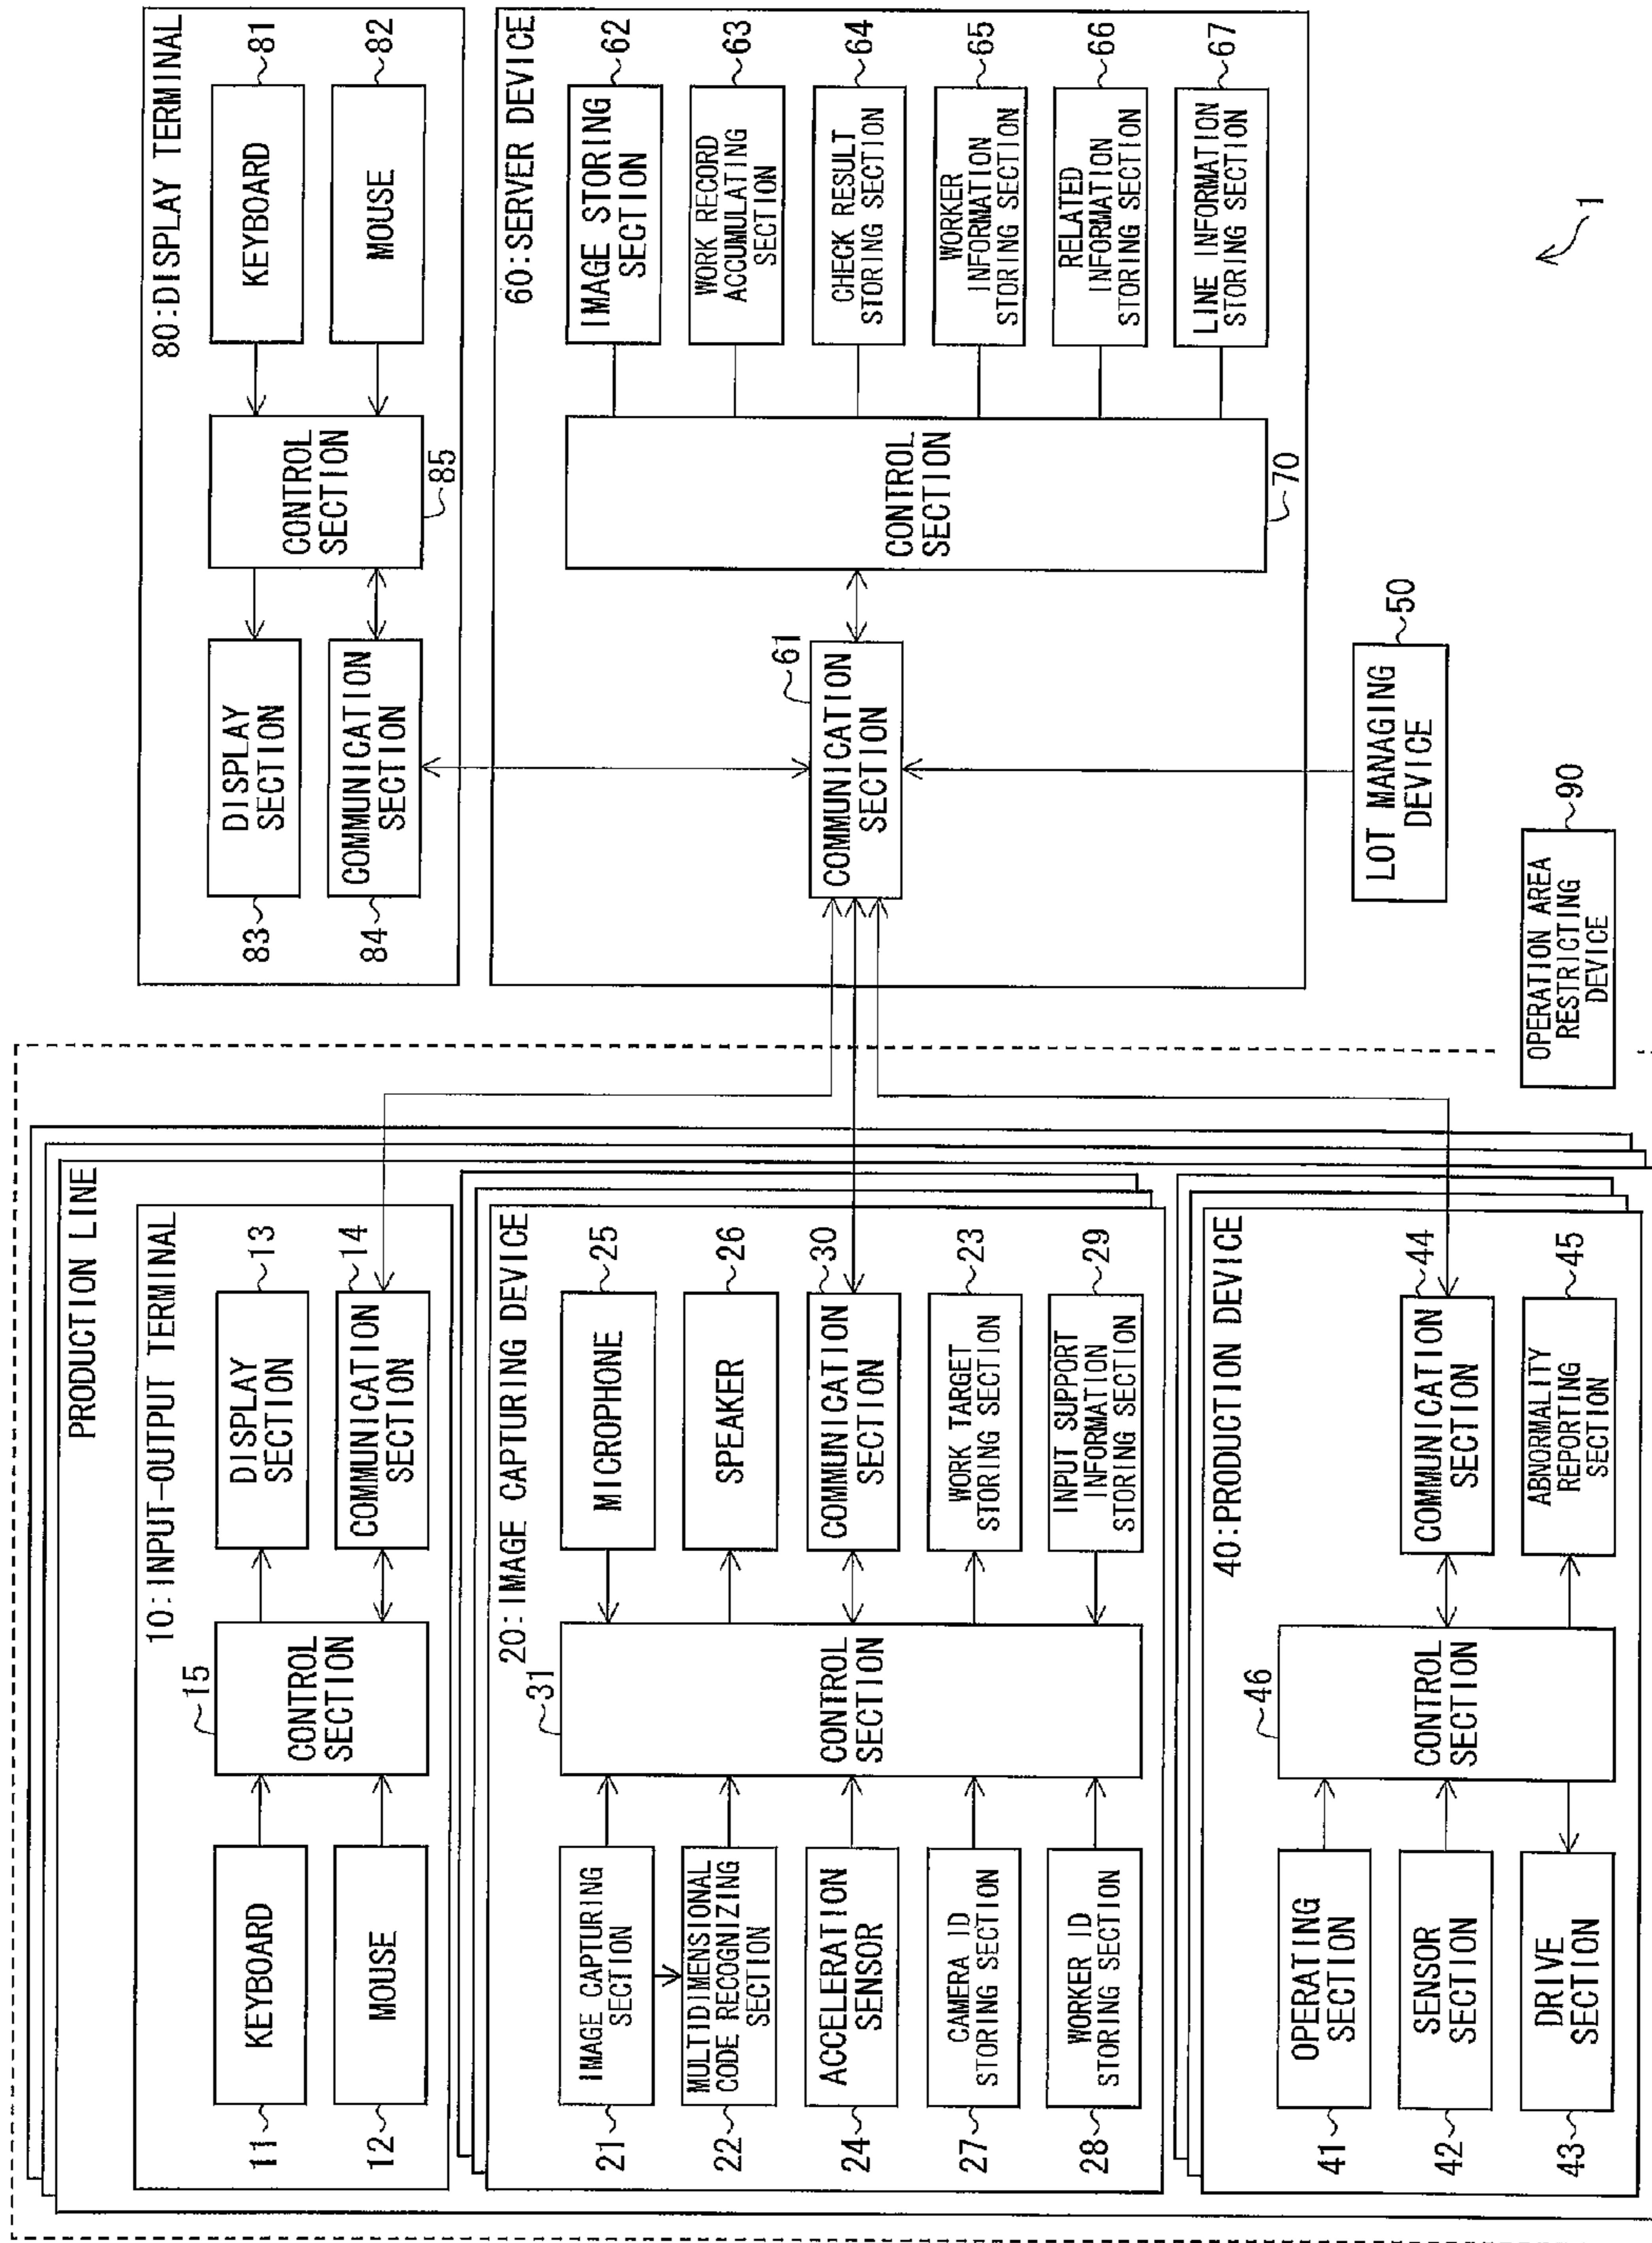 PRODUCTION LINE
10:INPUT-OUTPUT TERMINAL
11
KEYBOARD
12
MOUSE
15
CONTROL
SECTION
DISPLAY
SECTION
13
COMMUNICATION
SECTION
14
20:IMAGE CAPTURING DEVICE
21
IMAGE CAPTURING
SECTION
22
MULTIDIMENSIONAL
CODE RECOGNIZING
SECTION
24
ACCELERATION
SENSOR
27
CAMERA ID
STORING SECTION
28
WORKER ID
STORING SECTION
31
CONTROL
SECTION
MICROPHONE
25
SPEAKER
26
COMMUNICATION
SECTION
30
WORK TARGET
STORING SECTION
23
INPUT SUPPORT
INFORMATION
STORING SECTION
29
40:PRODUCTION DEVICE
41
OPERATING
SECTION
42
SENSOR
SECTION
43
DRIVE
SECTION
46
CONTROL
SECTION
COMMUNICATION
SECTION
44
ABNORMALITY
REPORTING
SECTION
45
80:DISPLAY TERMINAL
83
DISPLAY
SECTION
84
COMMUNICATION
SECTION
CONTROL
SECTION
85
KEYBOARD
81
MOUSE
82
60:SERVER DEVICE
COMMUNICATION
SECTION
61
CONTROL
SECTION
70
IMAGE STORING
SECTION
62
WORK RECORD
ACCUMULATING
SECTION
63
CHECK RESULT
STORING SECTION
64
WORKER
INFORMATION
STORING SECTION
65
RELATED
INFORMATION
STORING SECTION
66
LINE INFORMATION
STORING SECTION
67
LOT MANAGING
DEVICE
50
OPERATION AREA
RESTRICTING
DEVICE
90
1